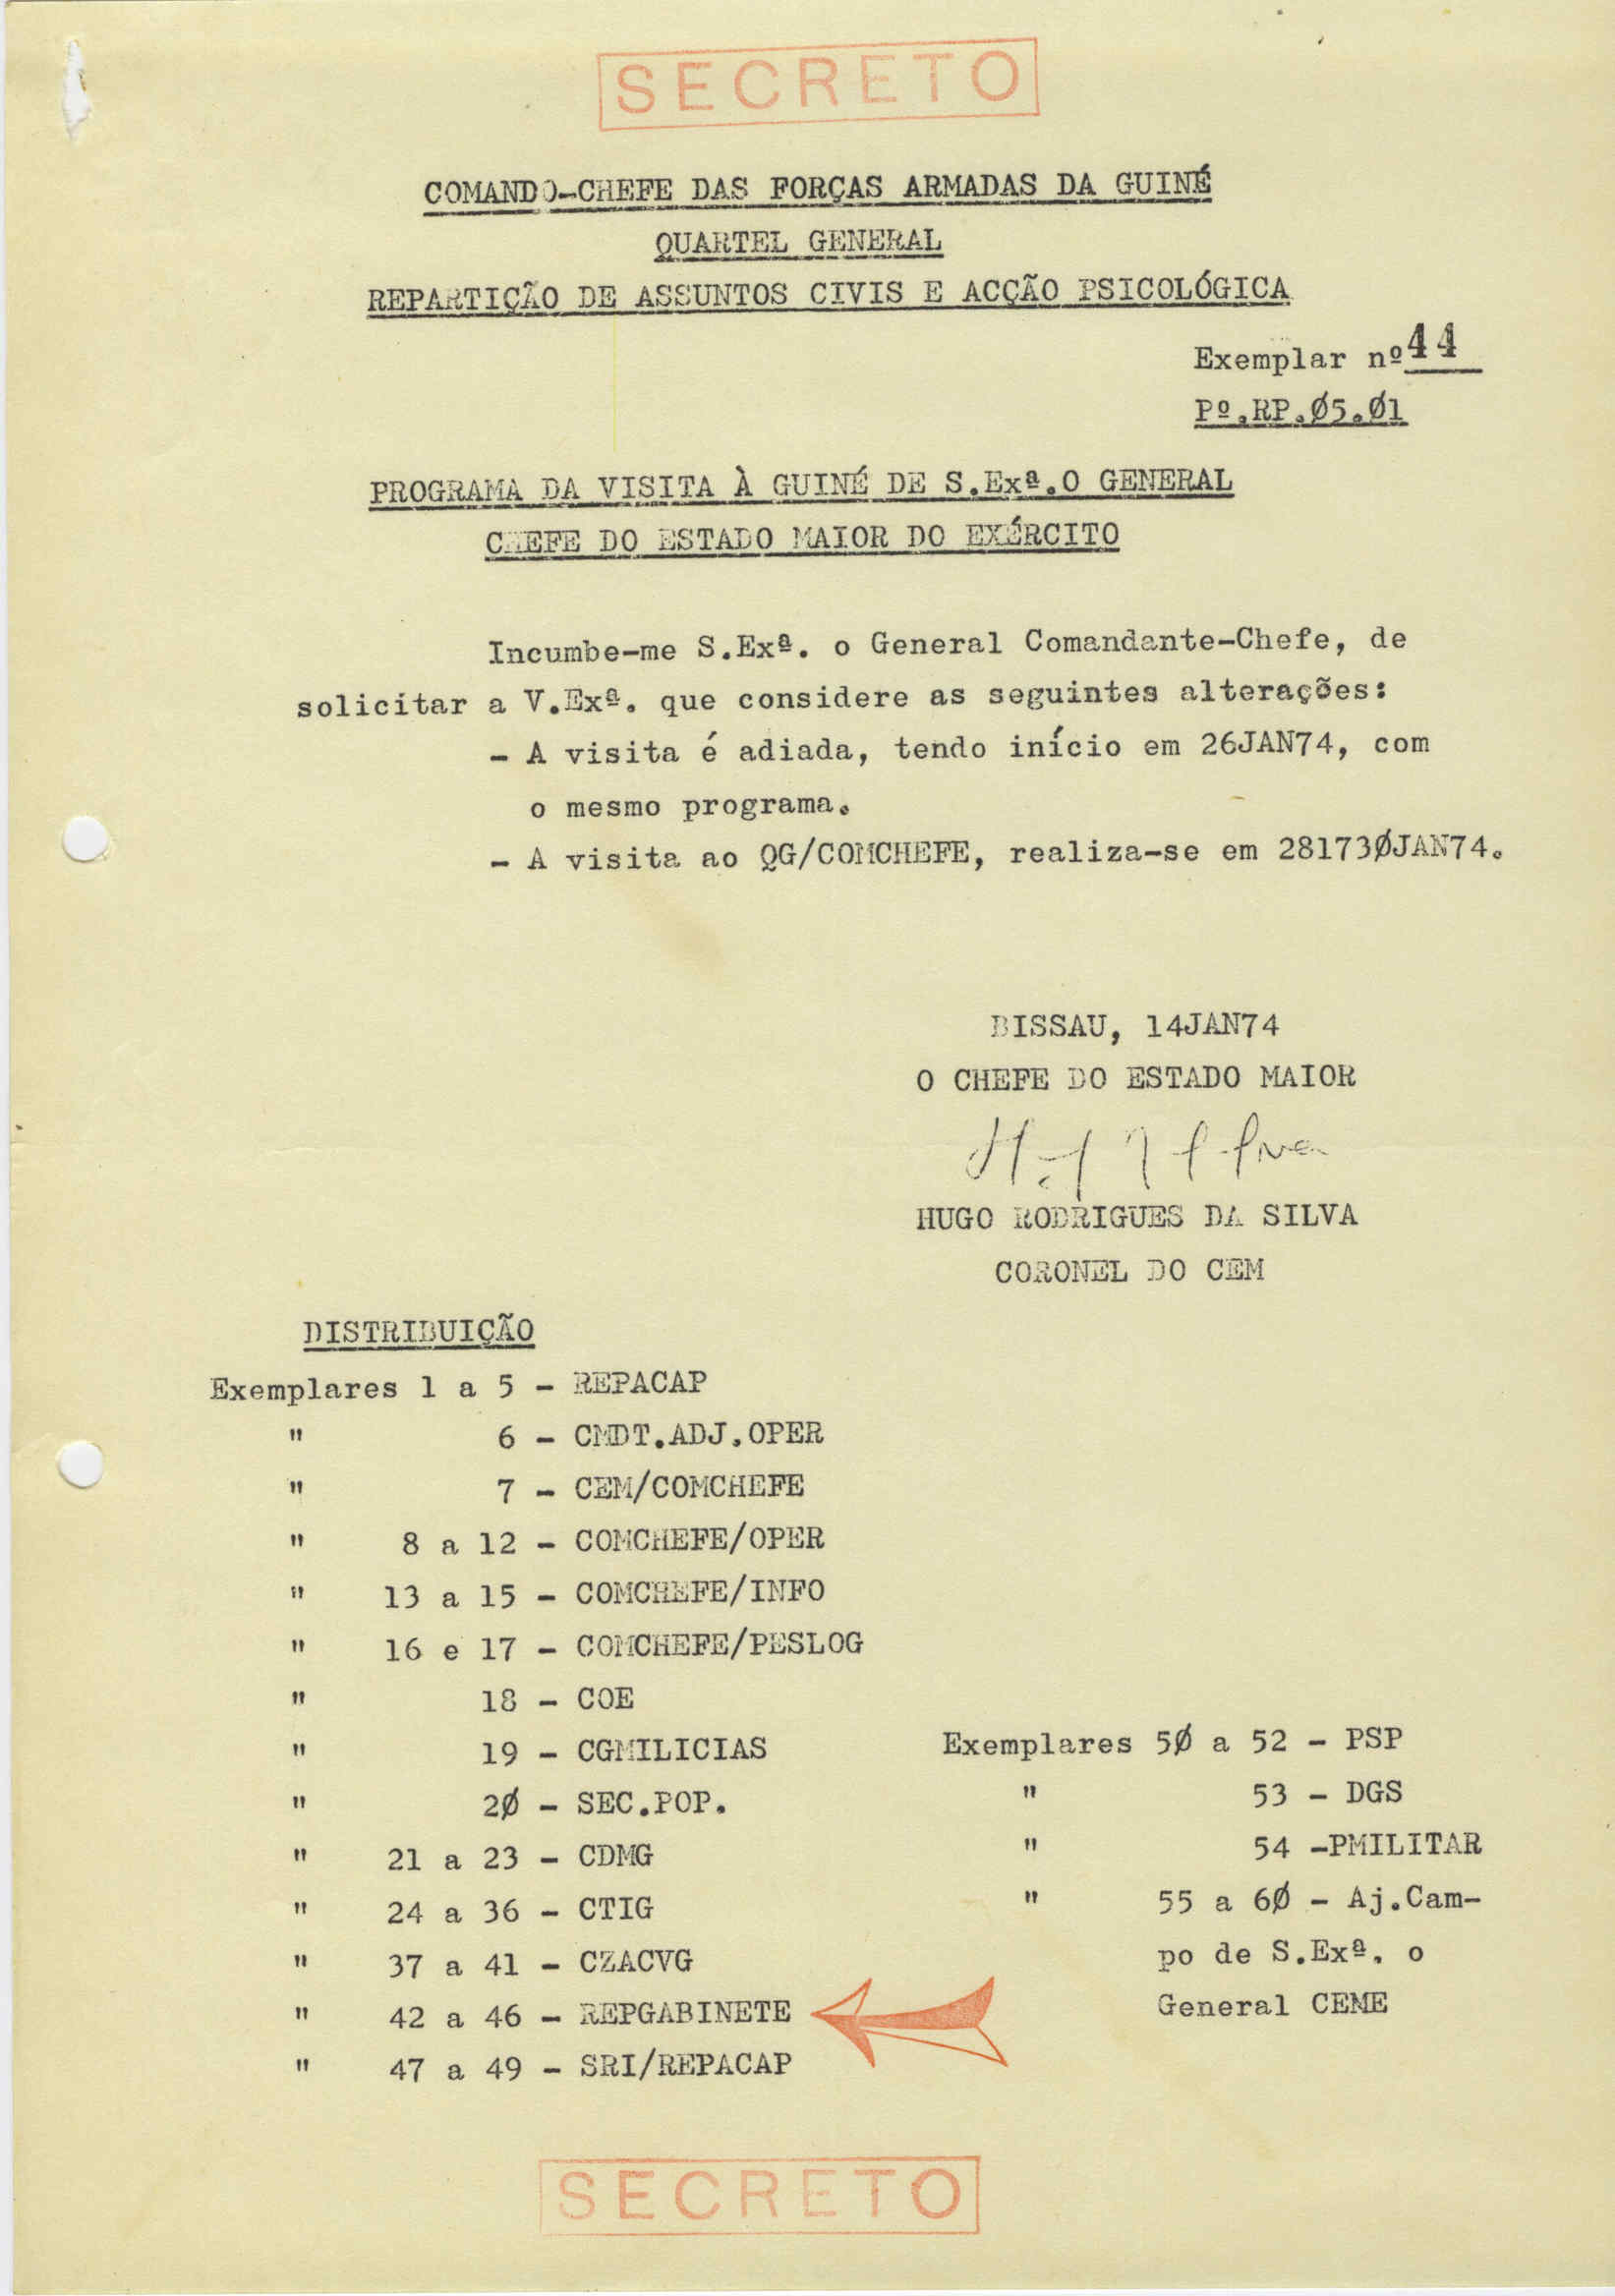 SECRETO
COMANDO-CHEFE DAS FORÇAS ARMADAS DA GUINÉ
QUARTEL GENERAL
REPARTIÇÃO DE ASSUNTOS CIVIS E ACÇÃO PSICOLÓGICA
Exemplar nº 44
Pº.RP.Ø5.Ø1
PROGRAMA DA VISITA À GUINÉ DE S.Exª.O GENERAL
CHEFE DO ESTADO MAIOR DO EXÉRCITO
Incumbe-me S.Exª. o General Comandante-Chefe, de
solicitar a V.Exª. que considere as seguintes alterações:
- A visita é adiada, tendo início em 26JAN74, com
o mesmo programa.
- A visita ao QG/COMCHEFE, realiza-se em 28173ØJAN74.
BISSAU, 14JAN74
O CHEFE DO ESTADO MAIOR
HUGO RODRIGUES DA SILVA
CORONEL DO CEM
DISTRIBUIÇÃO
Exemplares 1 a 5 - REPACAP
" 6 - CMDT.ADJ.OPER
" 7 - CEM/COMCHEFE
" 8 a 12 - COMCHEFE/OPER
" 13 a 15 - COMCHEFE/INFO
" 16 e 17 - COMCHEFE/PESLOG
" 18 - COE
" 19 - CGMILICIAS
" 2Ø - SEC.POP.
" 21 a 23 - CDMG
" 24 a 36 - CTIG
" 37 a 41 - CZACVG
" 42 a 46 - REPGABINETE
" 47 a 49 - SRI/REPACAP
Exemplares 5Ø a 52 - PSP
" 53 - DGS
" 54 -PMILITAR
" 55 a 6Ø - Aj.Cam-
po de S.Exª. o
General CEME
SECRETO